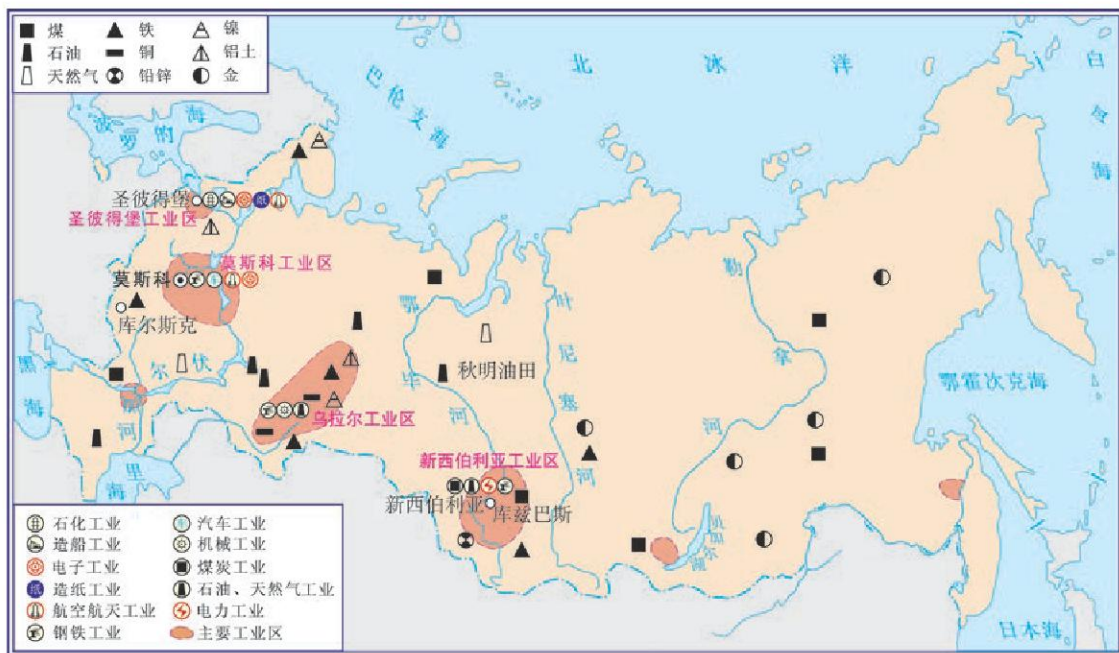 煤 铁 镍
石油 铜 铝土
天然气 铅锌 金
北冰洋
白令海
巴伦支海
波罗的海
圣彼得堡
纸
圣彼得堡工业区
莫斯科工业区
莫斯科
库尔斯克
鄂毕河
叶尼塞河
勒拿河
秋明油田
黑海
伏尔
河
里海
乌拉尔工业区
鄂霍次克海
新西伯利亚工业区
新西伯利亚
库兹巴斯
日本海
石化工业 汽车工业
造船工业 机械工业
电子工业 煤炭工业
纸 造纸工业 石油、天然气工业
航空航天工业 电力工业
钢铁工业 主要工业区